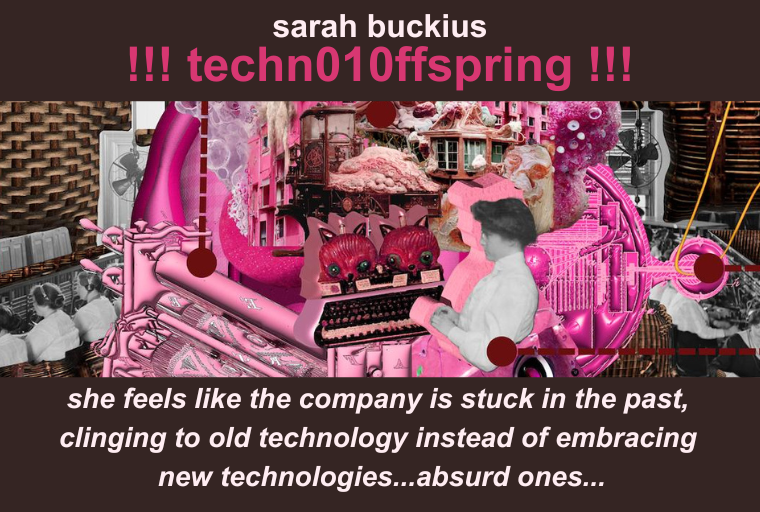 sarah buckius
!!! techn010ffspring !!!
she feels like the company is stuck in the past,
clinging to old technology instead of embracing
new technologies...absurd ones...